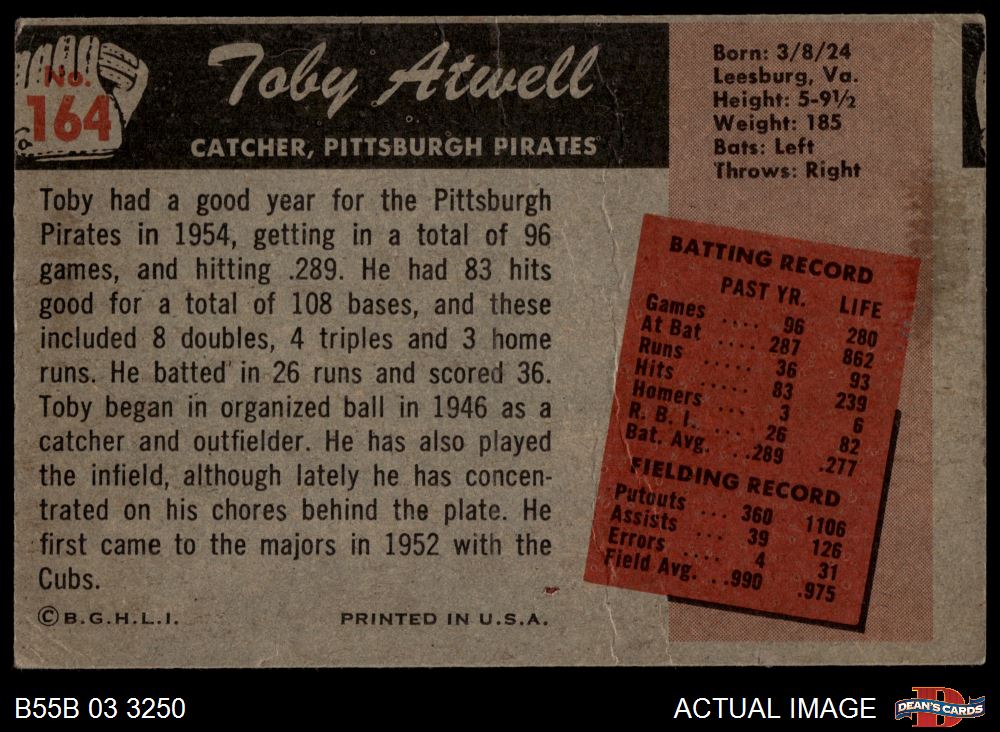 No.
164
Toby Atwell
CATCHER, PITTSBURGH PIRATES
Born: 3/8/24
Leesburg, Va.
Height: 5-9½
Weight: 185
Bats: Left
Throws: Right
Toby had a good year for the Pittsburgh
Pirates in 1954, getting in a total of 96
games, and hitting .289. He had 83 hits
good for a total of 108 bases, and these
included 8 doubles, 4 triples and 3 home
runs. He batted in 26 runs and scored 36.
Toby began in organized ball in 1946 as a
catcher and outfielder. He has also played
the infield, although lately he has concen-
trated on his chores behind the plate. He
first came to the majors in 1952 with the
Cubs.
BATTING RECORD
PAST YR. LIFE
Games .... 96 280
At Bat .... 287 862
Runs ..... 36 93
Hits ..... 83 239
Homers .... 3 6
R. B. I. .... 26 82
Bat. Avg. ...289 .277
FIELDING RECORD
Putouts ... 360 1106
Assists .... 39 126
Errors .... 4 31
Field Avg. ..990 .975
© B.G.H.L.I. PRINTED IN U.S.A.
B55B 03 3250 ACTUAL IMAGE
DEAN'S CARDS